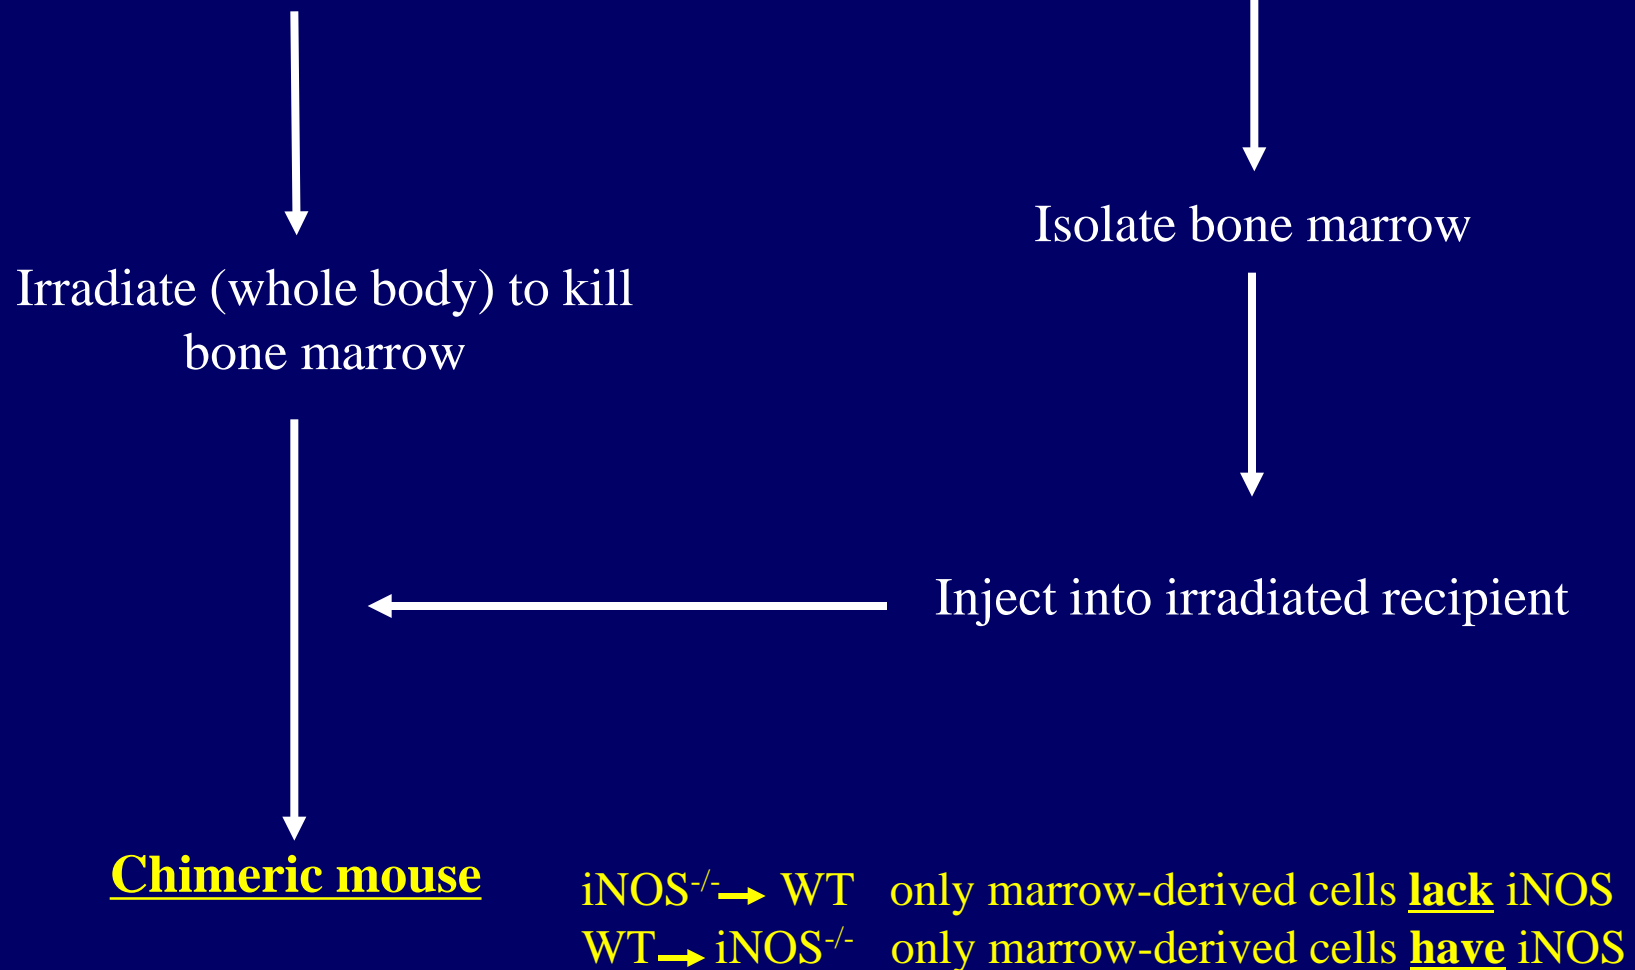 Isolate bone marrow
Irradiate (whole body) to kill
bone marrow
Inject into irradiated recipient
Chimeric mouse
iNOS-/- → WT only marrow-derived cells lack iNOS
WT → iNOS-/- only marrow-derived cells have iNOS